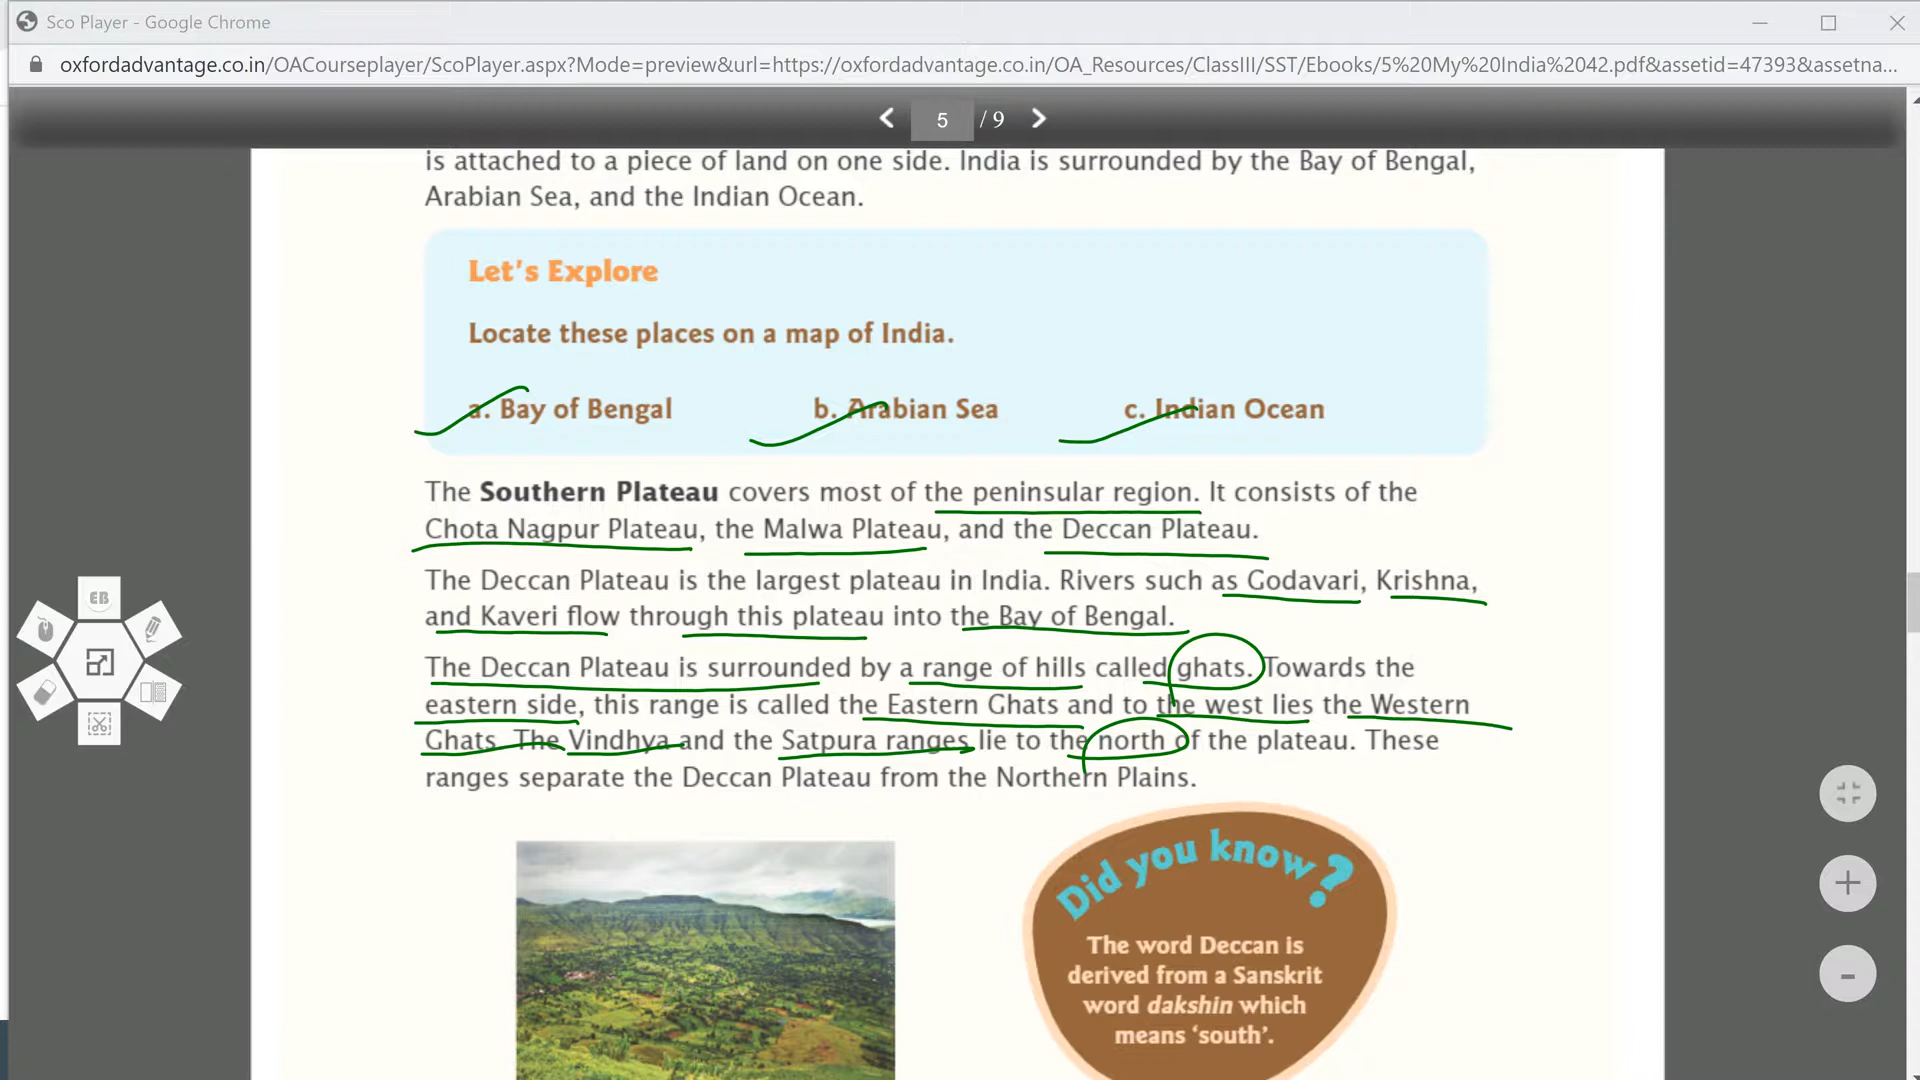 Sco Player - Google Chrome
oxfordadvantage.co.in/OACourseplayer/ScoPlayer.aspx?Mode=preview&url=https://oxfordadvantage.co.in/OA_Resources/ClassIII/SST/Ebooks/5%20My%20India%2042.pdf&assetid=47393&assetna...
5 / 9
is attached to a piece of land on one side. India is surrounded by the Bay of Bengal,
Arabian Sea, and the Indian Ocean.
Let's Explore
Locate these places on a map of India.
a. Bay of Bengal b. Arabian Sea c. Indian Ocean
The Southern Plateau covers most of the peninsular region. It consists of the
Chota Nagpur Plateau, the Malwa Plateau, and the Deccan Plateau.
The Deccan Plateau is the largest plateau in India. Rivers such as Godavari, Krishna,
and Kaveri flow through this plateau into the Bay of Bengal.
The Deccan Plateau is surrounded by a range of hills called ghats. Towards the
eastern side, this range is called the Eastern Ghats and to the west lies the Western
Ghats. The Vindhya and the Satpura ranges lie to the north of the plateau. These
ranges separate the Deccan Plateau from the Northern Plains.
EB
Did you know?
The word Deccan is
derived from a Sanskrit
word dakshin which
means 'south'.